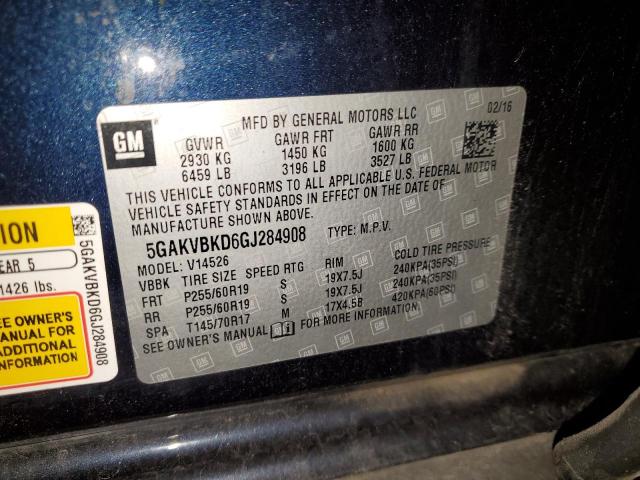 GM
MFD BY GENERAL MOTORS LLC 02/16
GVWR GAWR FRT GAWR RR
2930 KG 1450 KG 1600 KG
6459 LB 3196 LB 3527 LB
THIS VEHICLE CONFORMS TO ALL APPLICABLE U.S. FEDERAL MOTOR
VEHICLE SAFETY STANDARDS IN EFFECT ON THE DATE OF
MANUFACTURE SHOWN ABOVE.
5GAKVBKD6GJ284908 TYPE: M.P.V.
MODEL: V14526
VBBK TIRE SIZE SPEED RTG RIM COLD TIRE PRESSURE
FRT P255/60R19 S 19X7.5J 240KPA(35PSI)
RR P255/60R19 S 19X7.5J 240KPA(35PSI)
SPA T145/70R17 M 17X4.5B 420KPA(60PSI)
SEE OWNER'S MANUAL FOR MORE INFORMATION
TION
EAR 5
1426 lbs.
EE OWNER'S
MANUAL FOR
ADDITIONAL
NFORMATION
5GAKVBKD6GJ284908